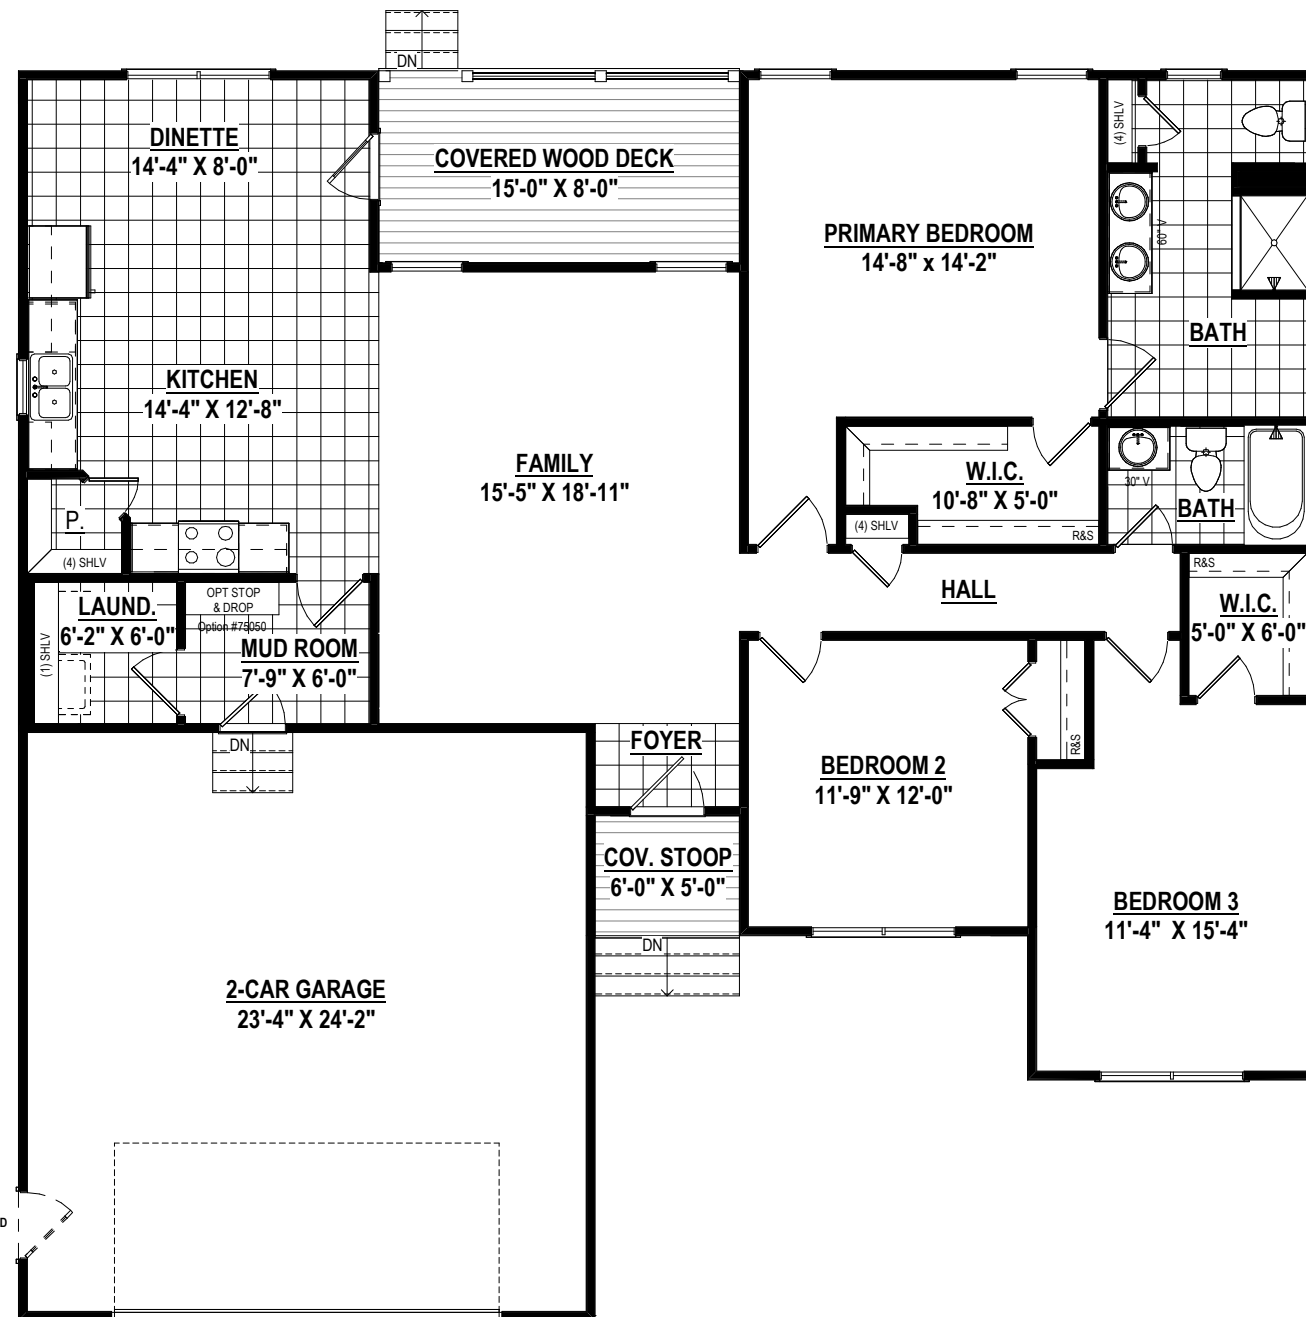 DN
DINETTE
14'-4" X 8'-0"
COVERED WOOD DECK
15'-0" X 8'-0"
PRIMARY BEDROOM
14'-8" x 14'-2"
(4) SHLV
60" V
BATH
KITCHEN
14'-4" X 12'-8"
FAMILY
15'-5" X 18'-11"
W.I.C.
10'-8" X 5'-0"
(4) SHLV
R&S
30" V
BATH
P.
(4) SHLV
LAUND.
6'-2" X 6'-0"
(1) SHLV
OPT STOP
& DROP
Option #75050
MUD ROOM
7'-9" X 6'-0"
HALL
R&S
W.I.C.
5'-0" X 6'-0"
DN
FOYER
BEDROOM 2
11'-9" X 12'-0"
R&S
COV. STOOP
6'-0" X 5'-0"
DN
BEDROOM 3
11'-4" X 15'-4"
2-CAR GARAGE
23'-4" X 24'-2"
D